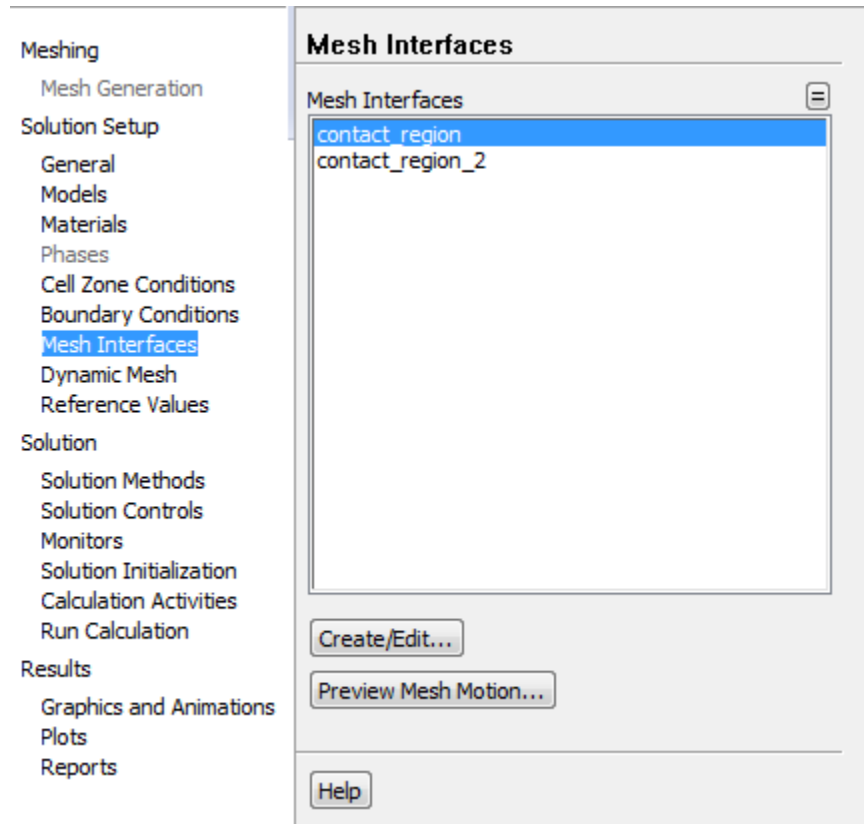 Meshing
Mesh Generation
Solution Setup
General
Models
Materials
Phases
Cell Zone Conditions
Boundary Conditions
Mesh Interfaces
Dynamic Mesh
Reference Values
Solution
Solution Methods
Solution Controls
Monitors
Solution Initialization
Calculation Activities
Run Calculation
Results
Graphics and Animations
Plots
Reports
Mesh Interfaces
Mesh Interfaces
contact_region
contact_region_2
Create/Edit...
Preview Mesh Motion...
Help